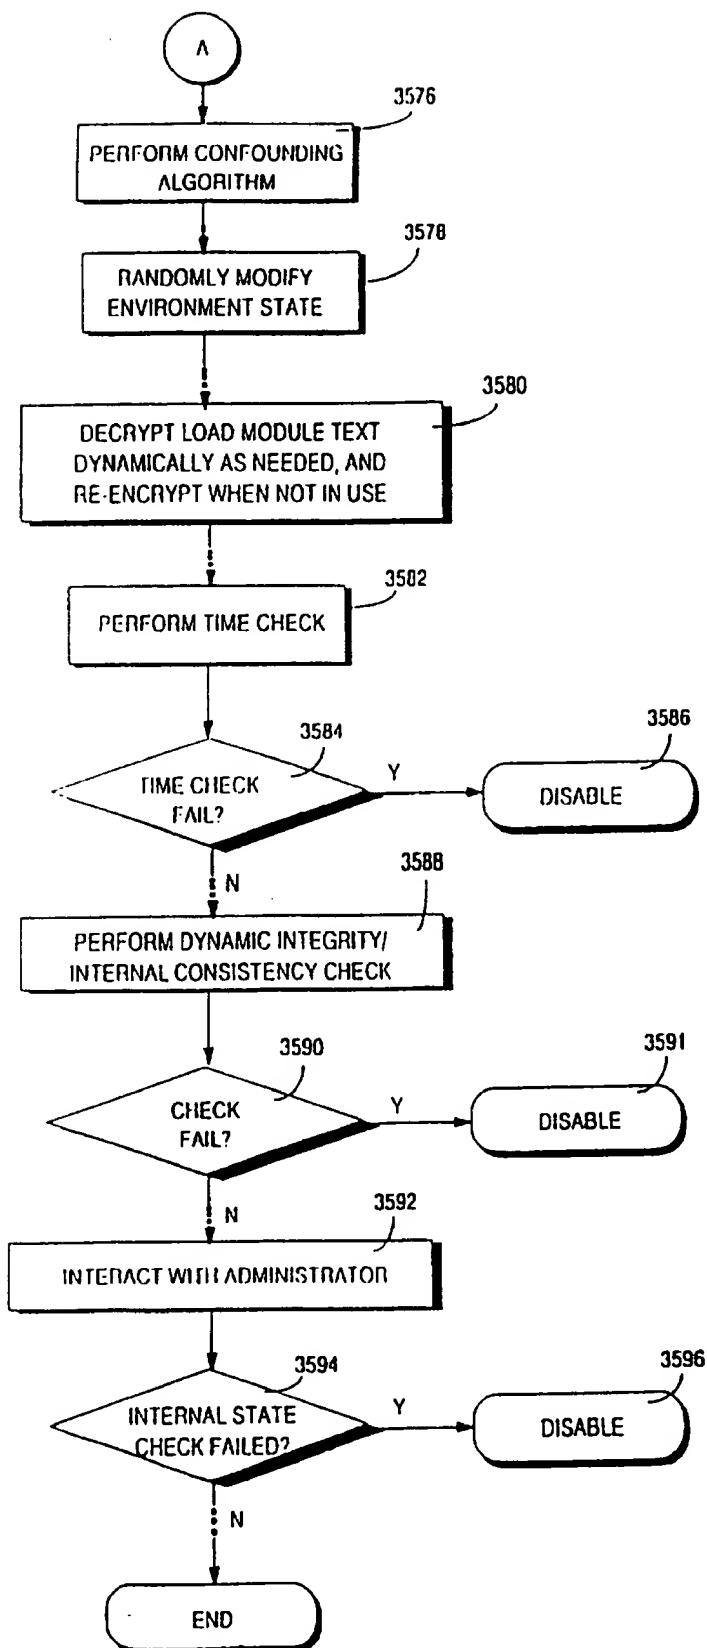 A
3576
PERFORM CONFOUNDING
ALGORITHM
3578
RANDOMLY MODIFY
ENVIRONMENT STATE
3580
DECRYPT LOAD MODULE TEXT
DYNAMICALLY AS NEEDED, AND
RE-ENCRYPT WHEN NOT IN USE
3582
PERFORM TIME CHECK
3584
TIME CHECK
FAIL?
Y
3586
DISABLE
N
3588
PERFORM DYNAMIC INTEGRITY/
INTERNAL CONSISTENCY CHECK
3590
CHECK
FAIL?
Y
3591
DISABLE
N
3592
INTERACT WITH ADMINISTRATOR
3594
INTERNAL STATE
CHECK FAILED?
Y
3596
DISABLE
N
END